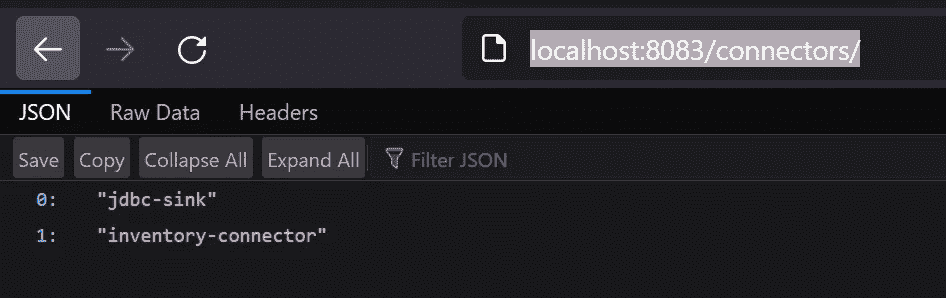 localhost:8083/connectors/
JSON Raw Data Headers
Save Copy Collapse All Expand All Filter JSON
0: "jdbc-sink"
1: "inventory-connector"